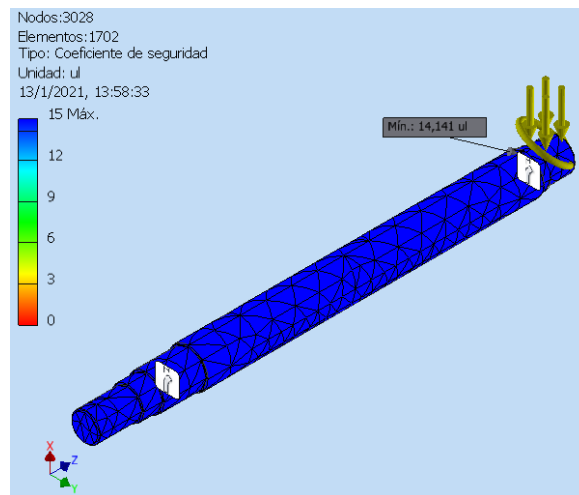 Nodos:3028
Elementos:1702
Tipo: Coeficiente de seguridad
Unidad: ul
13/1/2021, 13:58:33
15 Máx.
12
9
6
3
0
Mín.: 14,141 ul
X
Z
Y